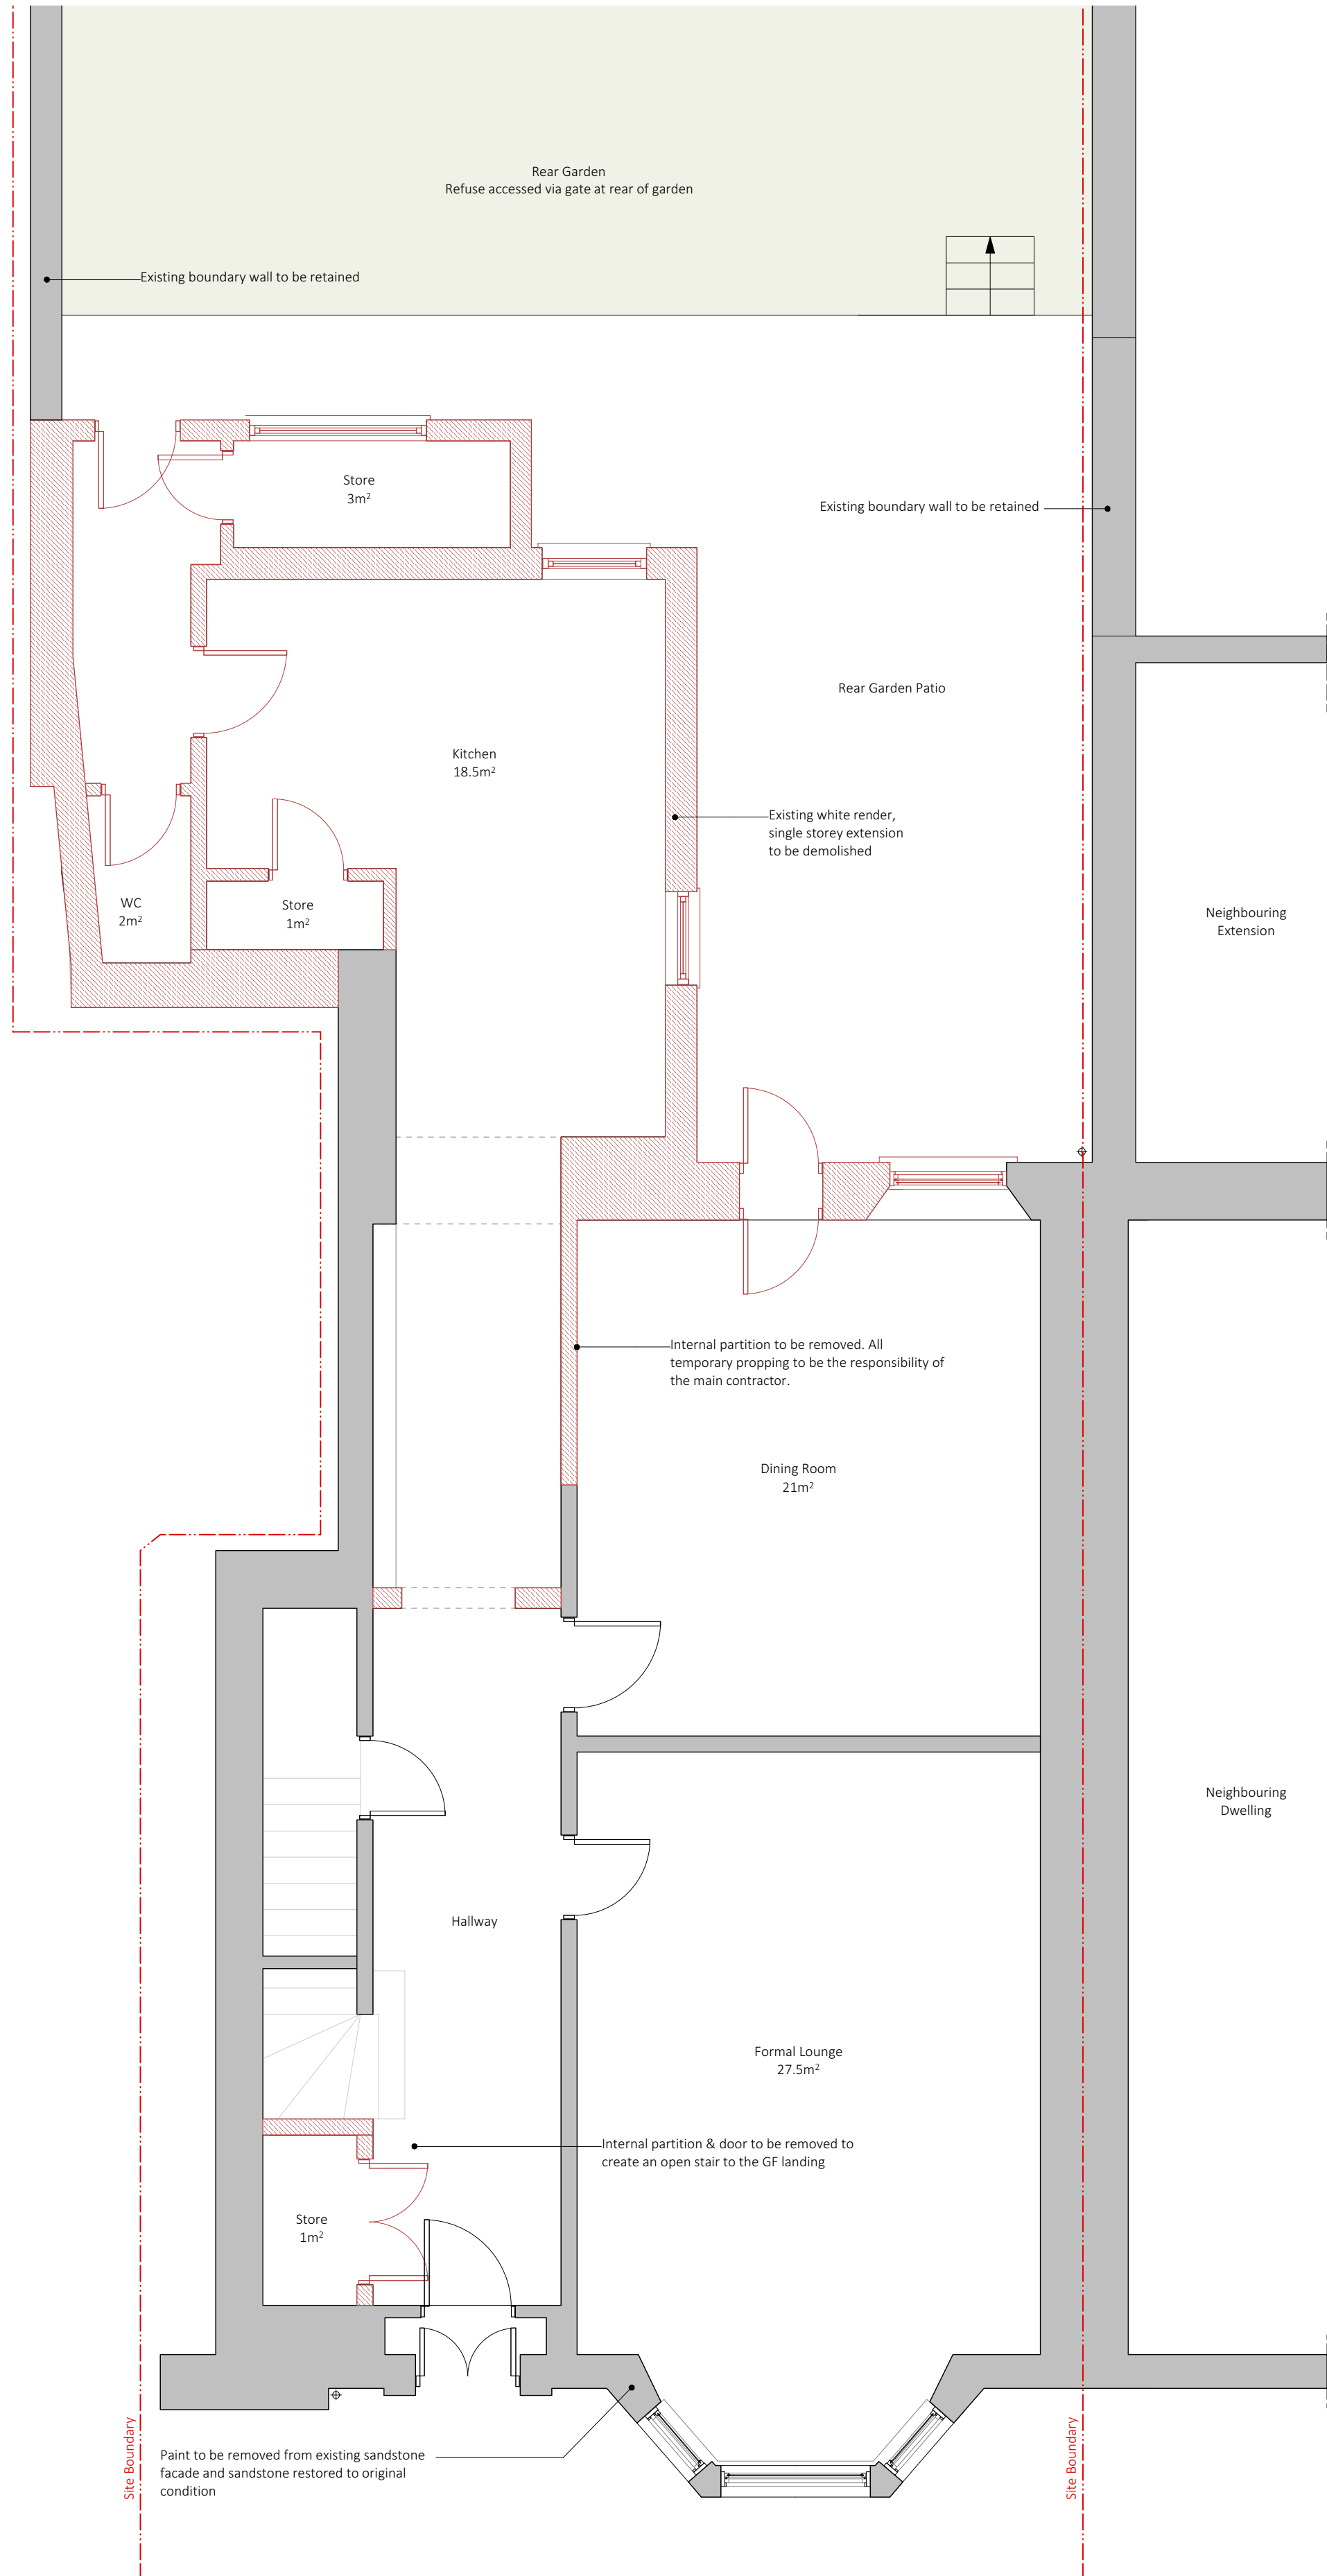 Rear Garden
Refuse accessed via gate at rear of garden
Existing boundary wall to be retained
Store
3m²
Existing boundary wall to be retained
Rear Garden Patio
Kitchen
18.5m²
Existing white render,
single storey extension
to be demolished
WC
2m²
Store
1m²
Neighbouring
Extension
Internal partition to be removed. All
temporary propping to be the responsibility of
the main contractor.
Dining Room
21m²
Neighbouring
Dwelling
Hallway
Formal Lounge
27.5m²
Internal partition & door to be removed to
create an open stair to the GF landing
Store
1m²
Site Boundary
Paint to be removed from existing sandstone
facade and sandstone restored to original
condition
Site Boundary